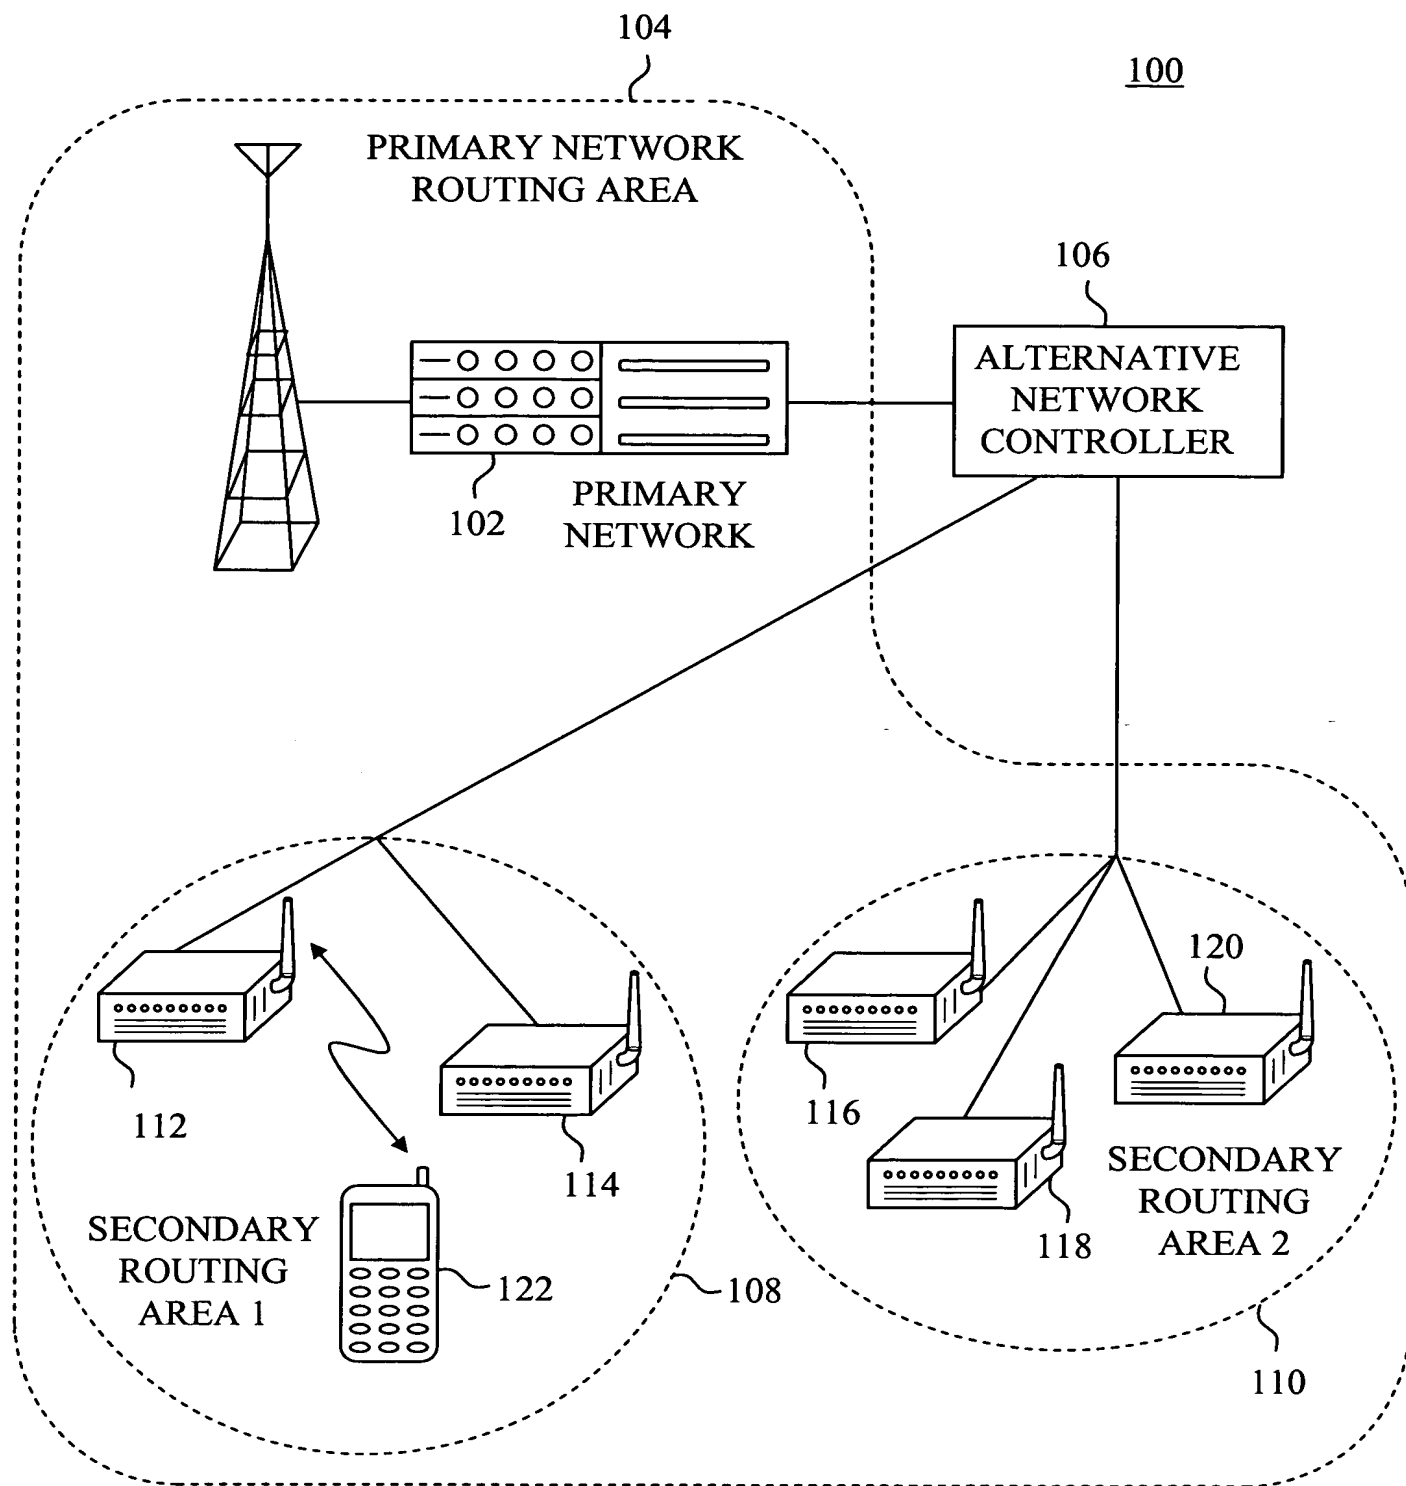 104
100
PRIMARY NETWORK
ROUTING AREA
106
ALTERNATIVE
NETWORK
CONTROLLER
102
PRIMARY
NETWORK
120
112
116
114
118
SECONDARY
ROUTING
AREA 1
122
108
SECONDARY
ROUTING
AREA 2
110